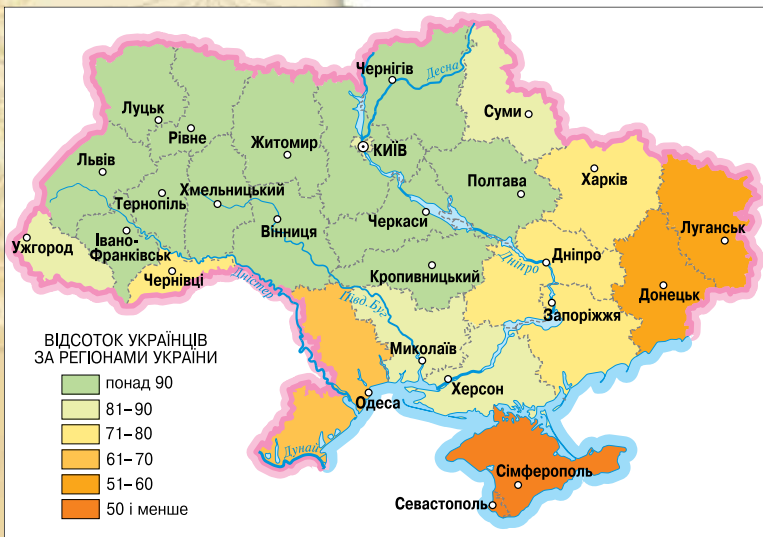 Чернігів
Десна
Суми
Луцьк
Рівне
Житомир
КИЇВ
Львів
Полтава
Харків
Тернопіль
Хмельницький
Черкаси
Луганськ
Ужгород
Івано-
Франківськ
Вінниця
Дніпро
Дніпро
Чернівці
Кропивницький
Донецьк
Дністер
Півд. Буг
Запоріжжя
Миколаїв
Херсон
Одеса
Дунай
Сімферополь
Севастополь
ВІДСОТОК УКРАЇНЦІВ
ЗА РЕГІОНАМИ УКРАЇНИ
понад 90
81–90
71–80
61–70
51–60
50 і менше